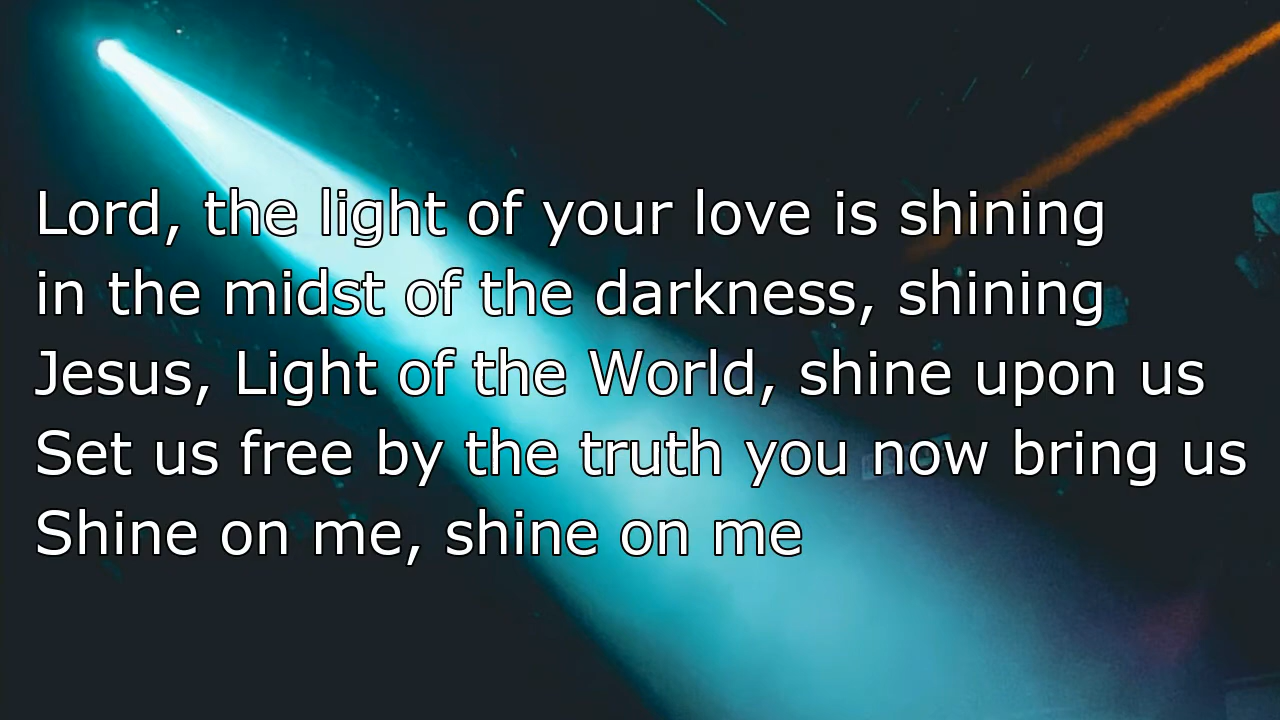 Lord, the light of your love is shining
in the midst of the darkness, shining
Jesus, Light of the World, shine upon us
Set us free by the truth you now bring us
Shine on me, shine on me